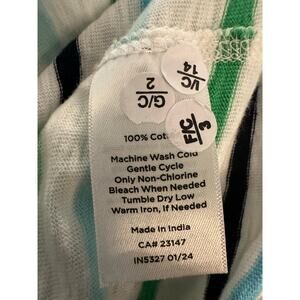 V/C
14
G/C
2
F/C
3
100%
Machine Wash Cold
Gentle Cycle
Only Non-Chlorine
Bleach When Needed
Tumble Dry Low
Warm Iron, If Needed
Made in India
CA# 23147
IN5327 01/24